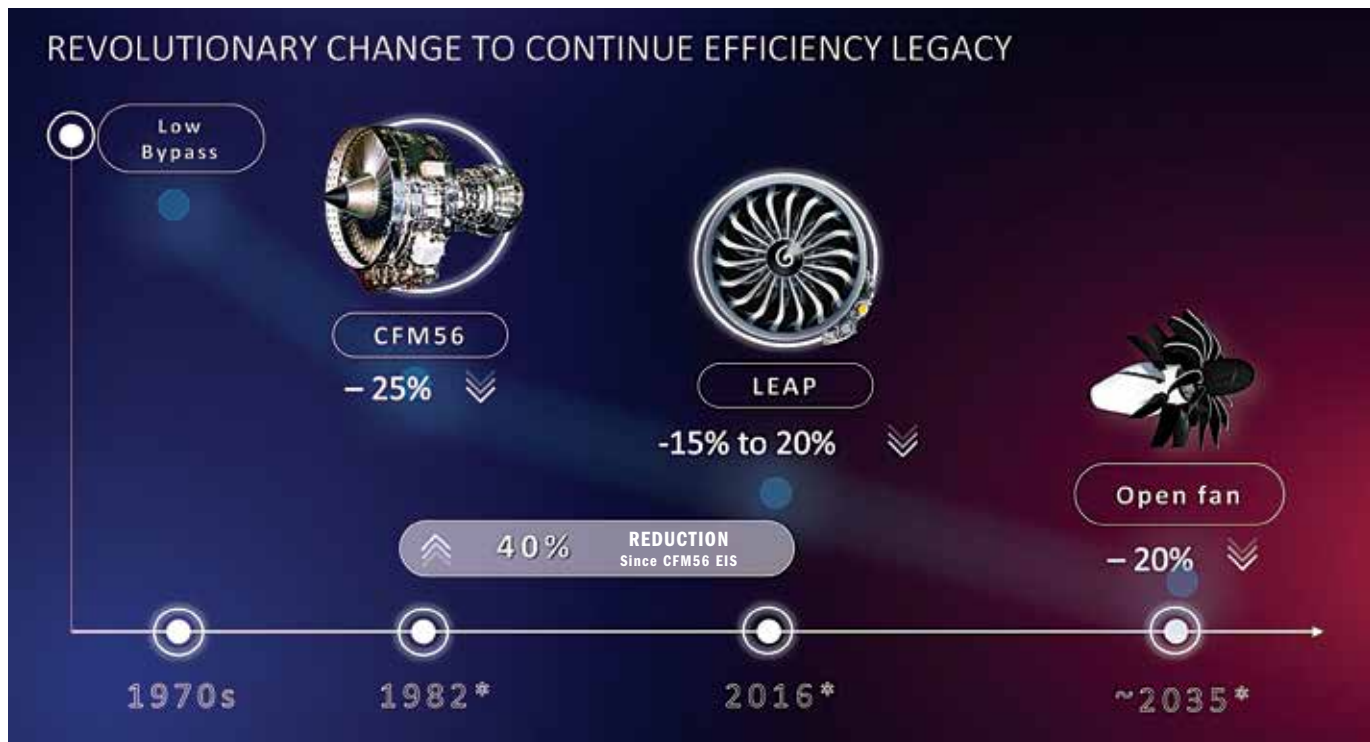 REVOLUTIONARY CHANGE TO CONTINUE EFFICIENCY LEGACY
Low
Bypass
CFM56
– 25%
LEAP
-15% to 20%
Open fan
– 20%
40% REDUCTION
Since CFM56 EIS
1970s
1982*
2016*
~2035*